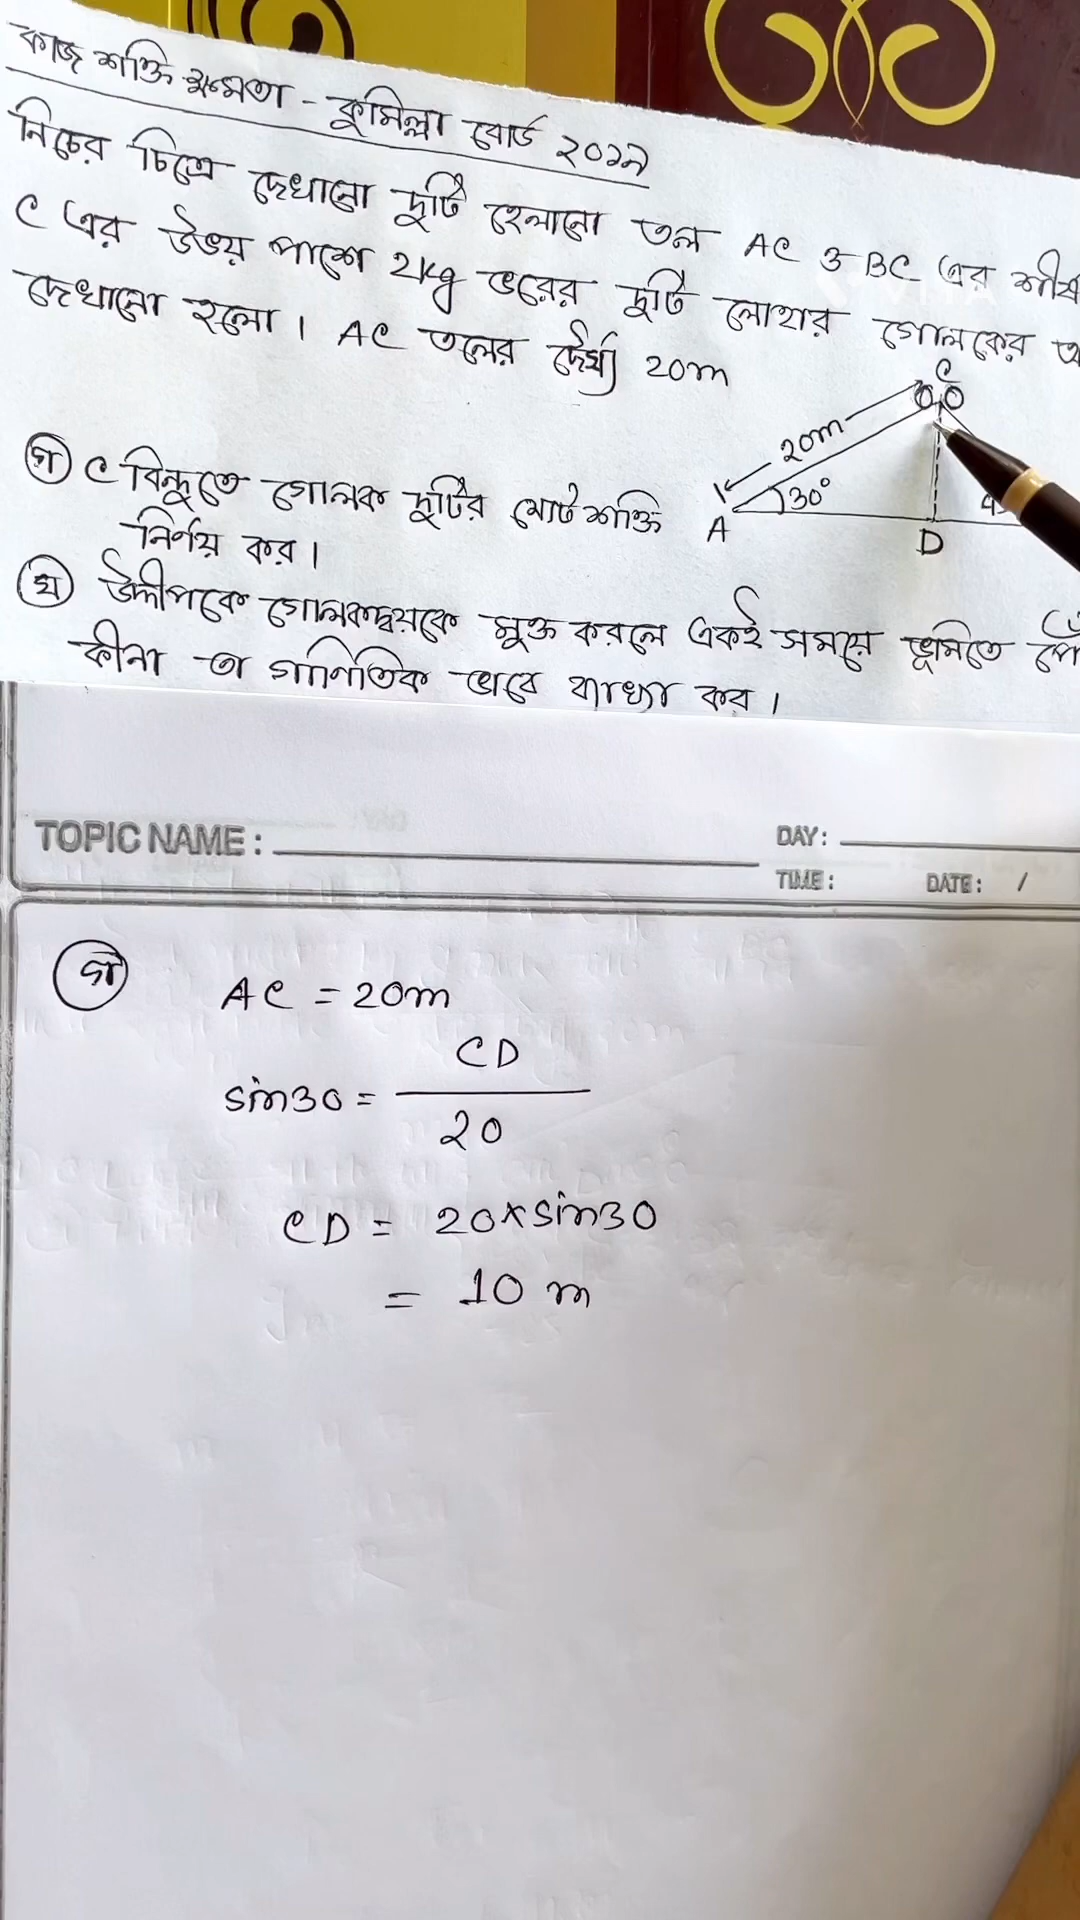 কাজ শক্তি ক্ষমতা - কুমিল্লা বোর্ড ২০১৯
নিচের চিত্রে দেখানো দুটি হেলানো তল AC ও BC এর শীর্ষ
C এর উভয় পাশে 2kg ভরের দুটি লোহার গোলকের
দেখানো হলো। AC তলের দৈর্ঘ্য 20m
C
20m
30°
A
D
গ C বিন্দুতে গোলক দুটির মোট শক্তি
নির্ণয় কর।
ঘ উদ্দীপকে গোলকদ্বয়কে মুক্ত করলে একই সময়ে ভূমিতে
কীনা তা গাণিতিক ভাবে ব্যাখ্যা কর।
TOPIC NAME :
DAY :
TIME :
DATE : /
গ
AC = 20m
sin30 = CD
20
CD = 20×sin30
= 10 m